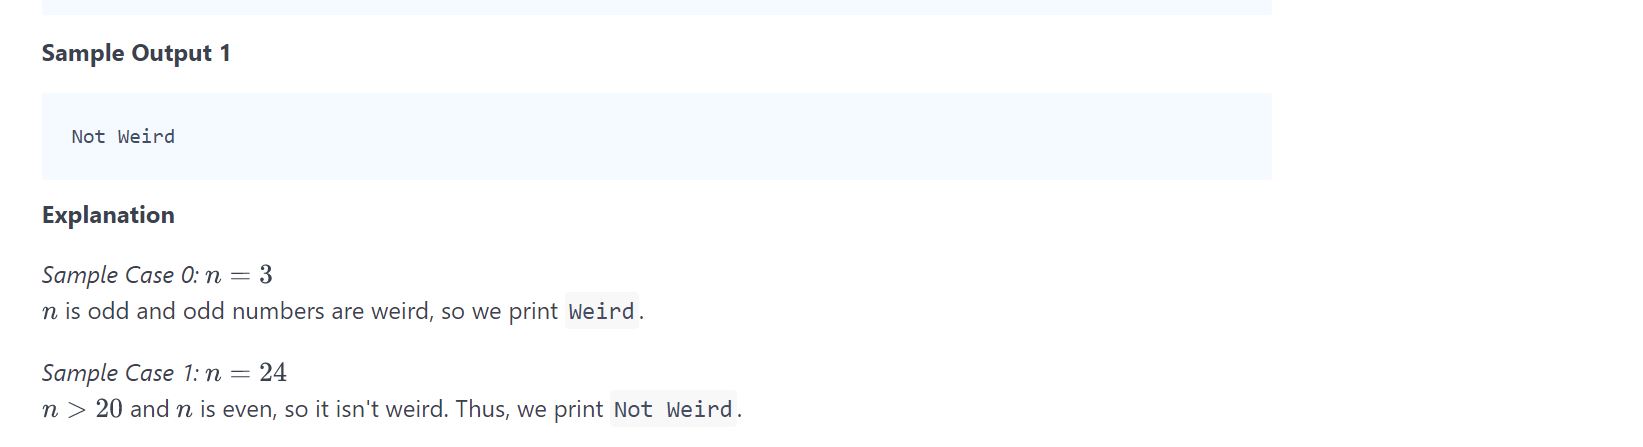 Sample Output 1
Not Weird
Explanation
Sample Case 0: n = 3
n is odd and odd numbers are weird, so we print Weird.
Sample Case 1: n = 24
n > 20 and n is even, so it isn't weird. Thus, we print Not Weird.